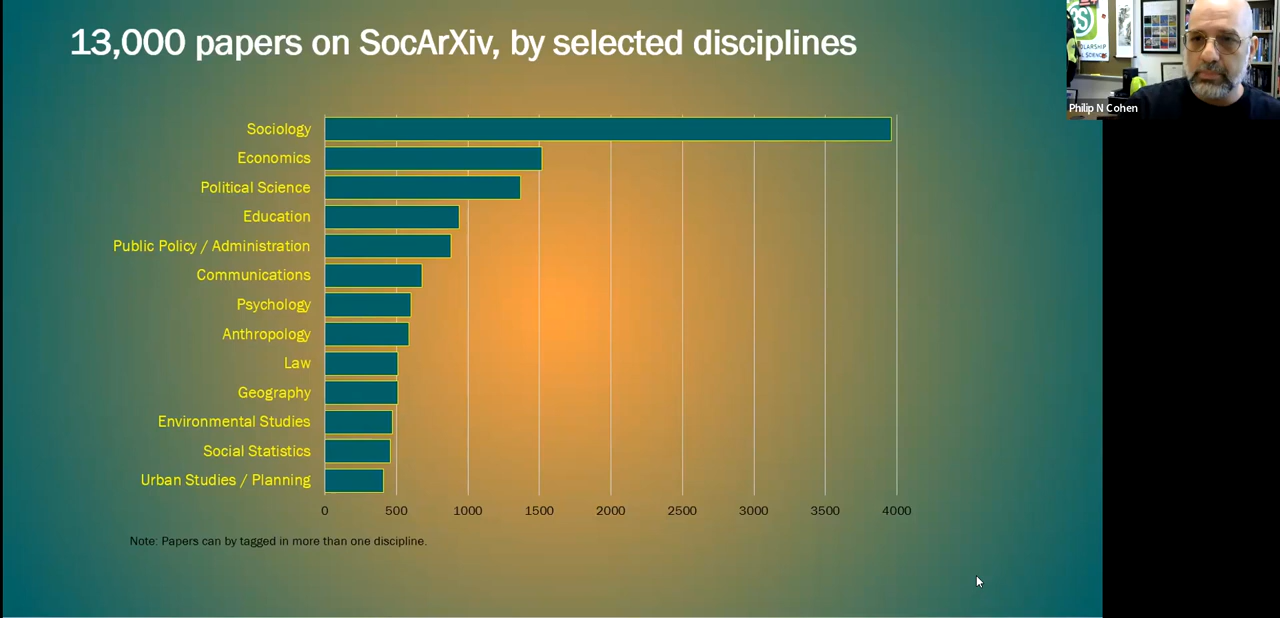 13,000 papers on SocArXiv, by selected disciplines
Philip N Cohen
Sociology
Economics
Political Science
Education
Public Policy / Administration
Communications
Psychology
Anthropology
Law
Geography
Environmental Studies
Social Statistics
Urban Studies / Planning
0 500 1000 1500 2000 2500 3000 3500 4000
Note: Papers can by tagged in more than one discipline.